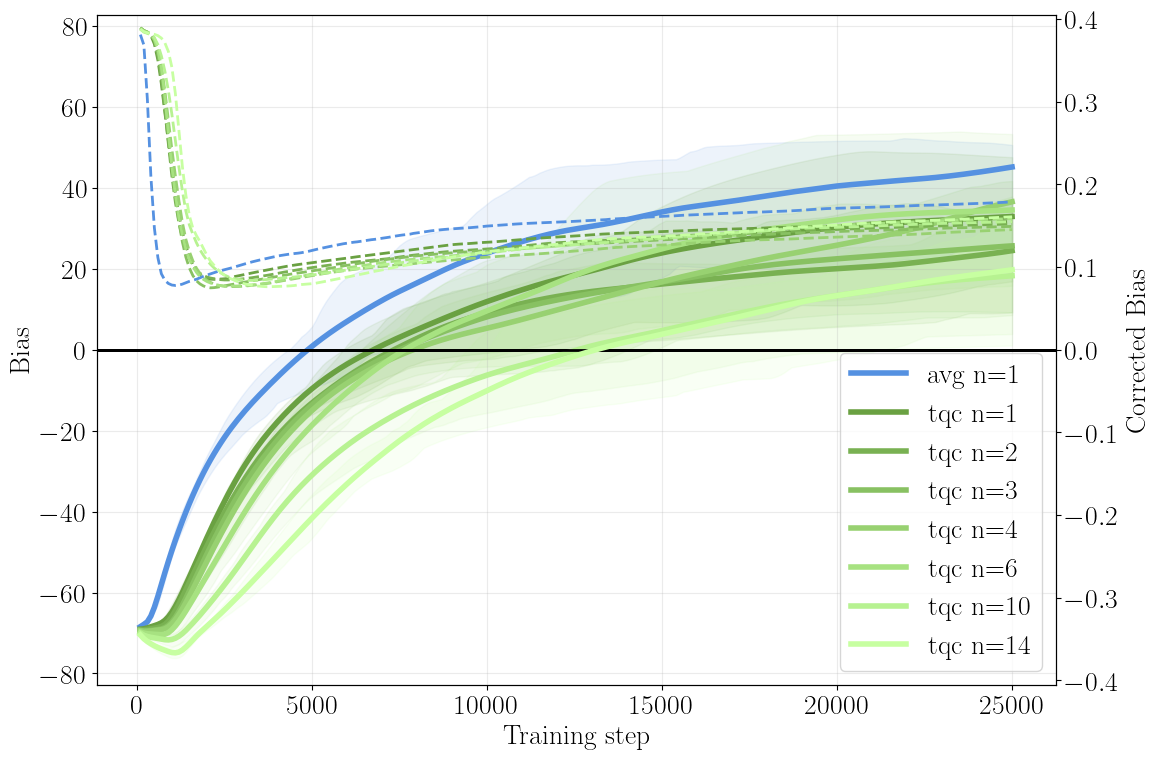 80
60
40
20
0
−20
−40
−60
−80
Bias
0.4
0.3
0.2
0.1
0.0
−0.1
−0.2
−0.3
−0.4
Corrected Bias
avg n=1
tqc n=1
tqc n=2
tqc n=3
tqc n=4
tqc n=6
tqc n=10
tqc n=14
0
5000
10000
15000
20000
25000
Training step